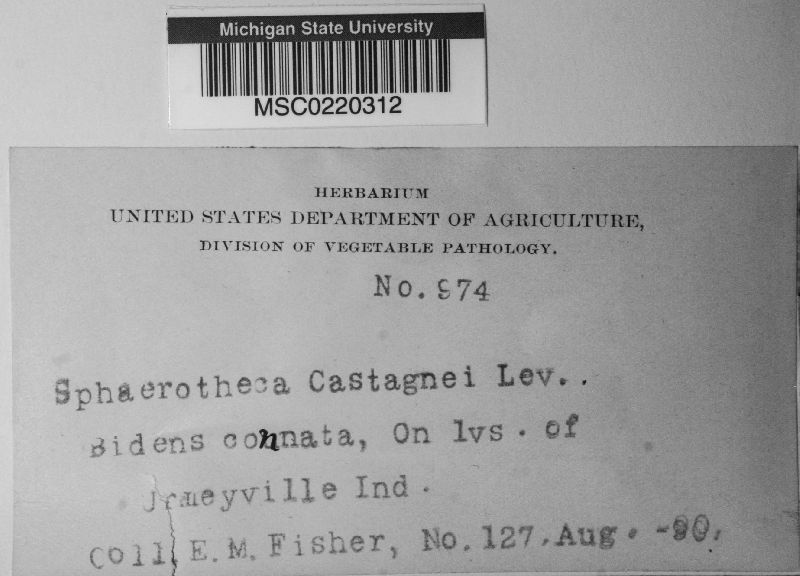 Michigan State University
MSC0220312
HERBARIUM
UNITED STATES DEPARTMENT OF AGRICULTURE,
DIVISION OF VEGETABLE PATHOLOGY.
No. 974
Sphaerotheca Castagnei Lev..
Bidens connata, On lvs. of
Ind.
Coll. E.M. Fisher, No. 127. Aug. -90.